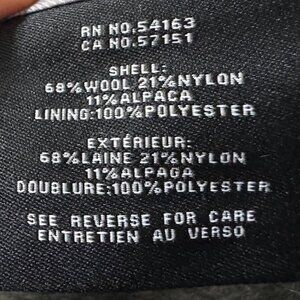 RN NO.54163
CA NO.57151
SHELL:
68%WOOL 21%NYLON
11%ALPACA
LINING:100%POLYESTER
EXTÉRIEUR:
68%LAINE 21%NYLON
11%ALPAGA
DOUBLURE:100%POLYESTER
SEE REVERSE FOR CARE
ENTRETIEN AU VERSO